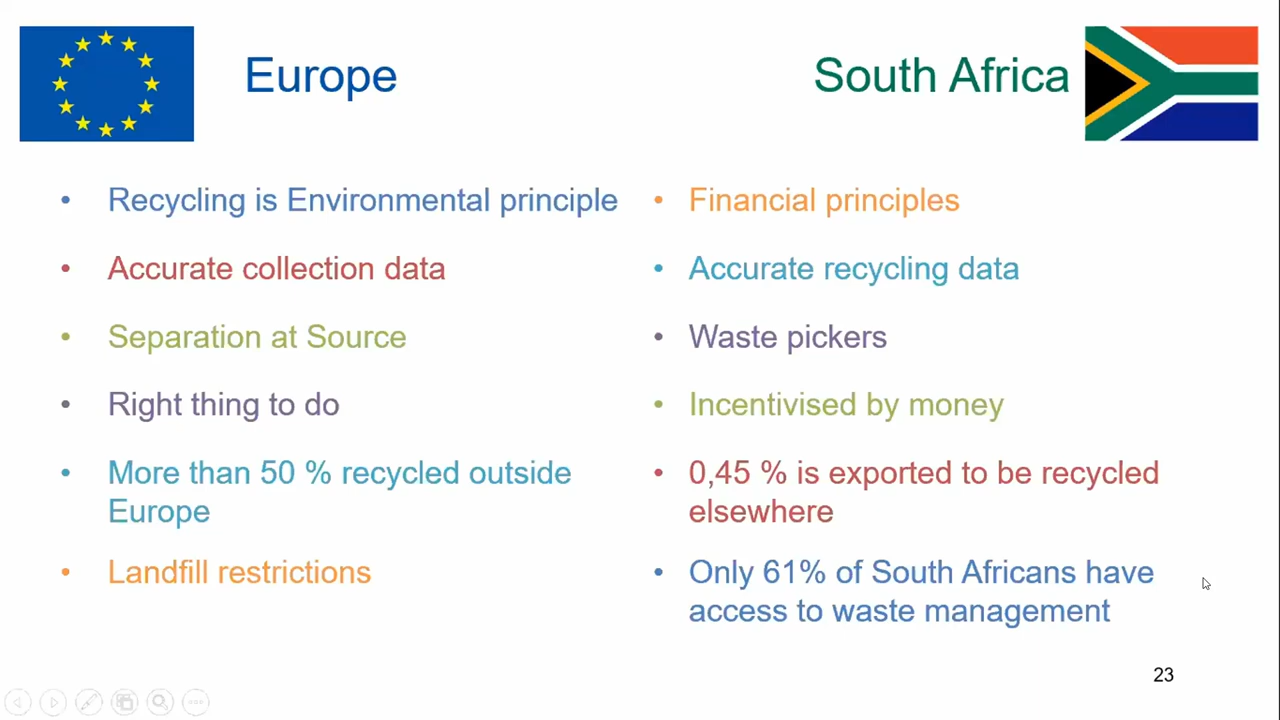 Europe
South Africa
• Recycling is Environmental principle
• Accurate collection data
• Separation at Source
• Right thing to do
• More than 50 % recycled outside
Europe
• Landfill restrictions
• Financial principles
• Accurate recycling data
• Waste pickers
• Incentivised by money
• 0,45 % is exported to be recycled
elsewhere
• Only 61% of South Africans have
access to waste management
23